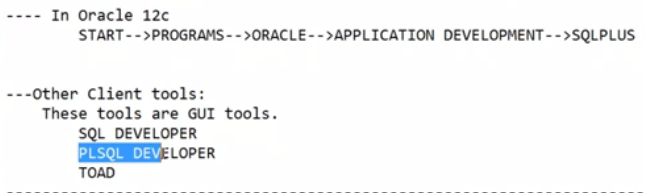 ---- In Oracle 12c
START-->PROGRAMS-->ORACLE-->APPLICATION DEVELOPMENT-->SQLPLUS
---Other Client tools:
These tools are GUI tools.
SQL DEVELOPER
PLSQL DEVELOPER
TOAD
--------------------------------------------------------------------------------